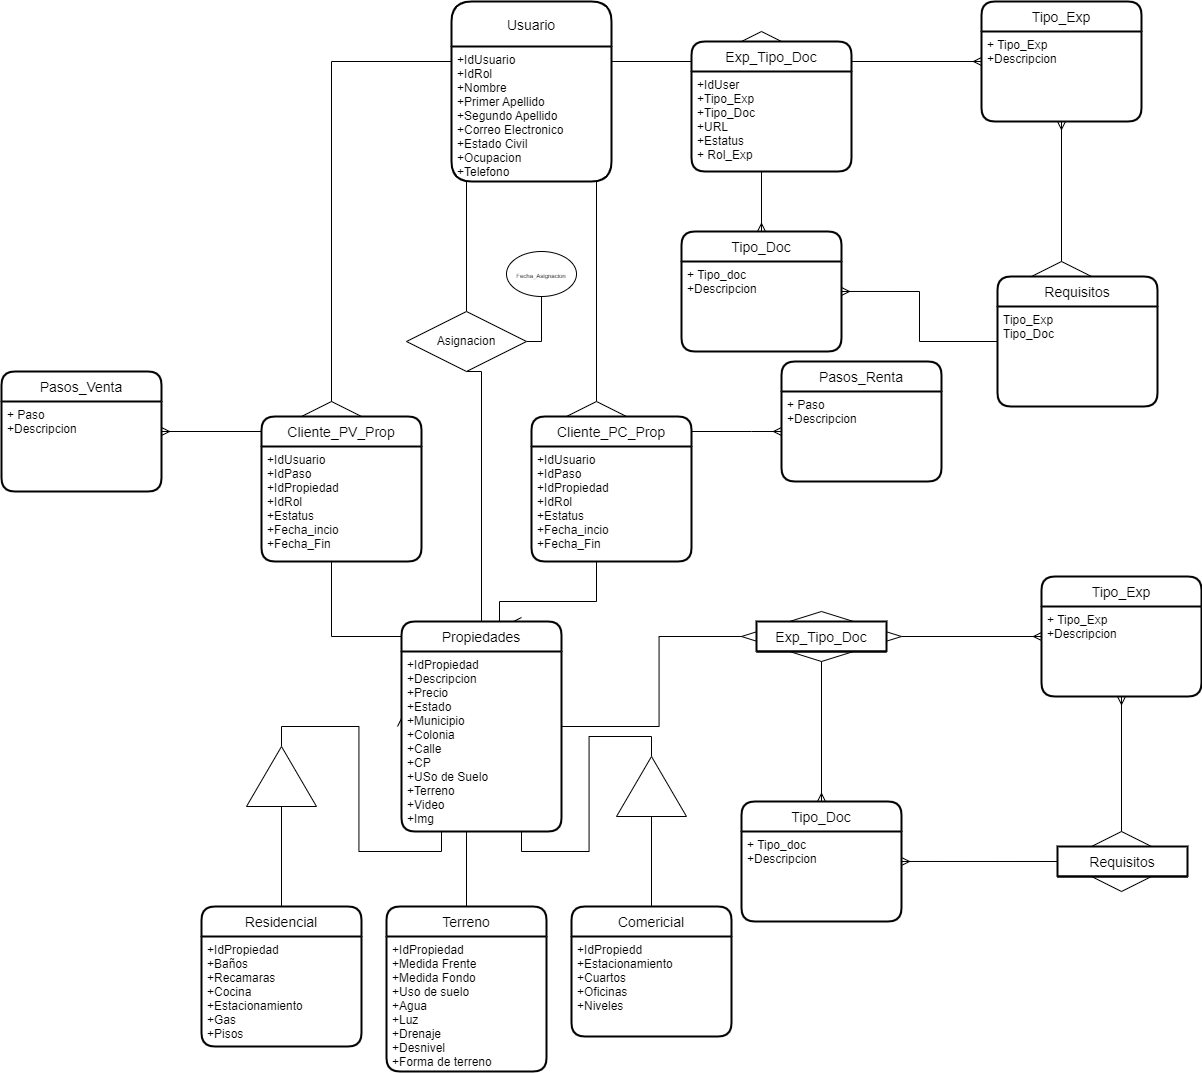 Usuario
+IdUsuario
+IdRol
+Nombre
+Primer Apellido
+Segundo Apellido
+Correo Electronico
+Estado Civil
+Ocupacion
+Telefono
Exp_Tipo_Doc
+IdUser
+Tipo_Exp
+Tipo_Doc
+URL
+Estatus
+ Rol_Exp
Tipo_Exp
+ Tipo_Exp
+Descripcion
Tipo_Doc
+ Tipo_doc
+Descripcion
Requisitos
Tipo_Exp
Tipo_Doc
Fecha_Asignacion
Asignacion
Pasos_Venta
+ Paso
+Descripcion
Cliente_PV_Prop
+IdUsuario
+IdPaso
+IdPropiedad
+IdRol
+Estatus
+Fecha_incio
+Fecha_Fin
Cliente_PC_Prop
+IdUsuario
+IdPaso
+IdPropiedad
+IdRol
+Estatus
+Fecha_incio
+Fecha_Fin
Pasos_Renta
+ Paso
+Descripcion
Propiedades
+IdPropiedad
+Descripcion
+Precio
+Estado
+Municipio
+Colonia
+Calle
+CP
+USo de Suelo
+Terreno
+Video
+Img
Exp_Tipo_Doc
Tipo_Exp
+ Tipo_Exp
+Descripcion
Tipo_Doc
+ Tipo_doc
+Descripcion
Requisitos
Residencial
+IdPropiedad
+Baños
+Recamaras
+Cocina
+Estacionamiento
+Gas
+Pisos
Terreno
+IdPropiedad
+Medida Frente
+Medida Fondo
+Uso de suelo
+Agua
+Luz
+Drenaje
+Desnivel
+Forma de terreno
Comericial
+IdPropiedd
+Estacionamiento
+Cuartos
+Oficinas
+Niveles